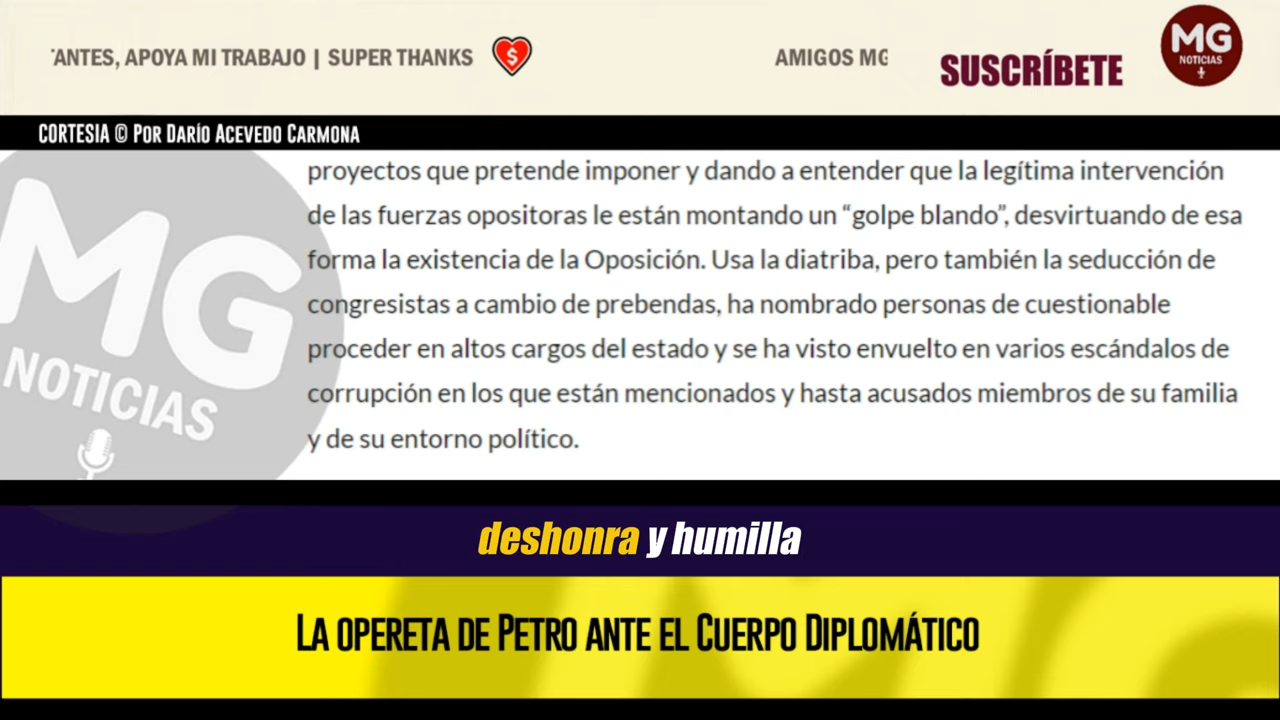 'ANTES, APOYA MI TRABAJO | SUPER THANKS
AMIGOS MG
SUSCRÍBETE
MG
NOTICIAS
CORTESIA © Por Darío Acevedo Carmona
MG
NOTICIAS
proyectos que pretende imponer y dando a entender que la legítima intervención
de las fuerzas opositoras le están montando un “golpe blando”, desvirtuando de esa
forma la existencia de la Oposición. Usa la diatriba, pero también la seducción de
congresistas a cambio de prebendas, ha nombrado personas de cuestionable
proceder en altos cargos del estado y se ha visto envuelto en varios escándalos de
corrupción en los que están mencionados y hasta acusados miembros de su familia
y de su entorno político.
deshonra y humilla
La opereta de Petro ante el Cuerpo Diplomático